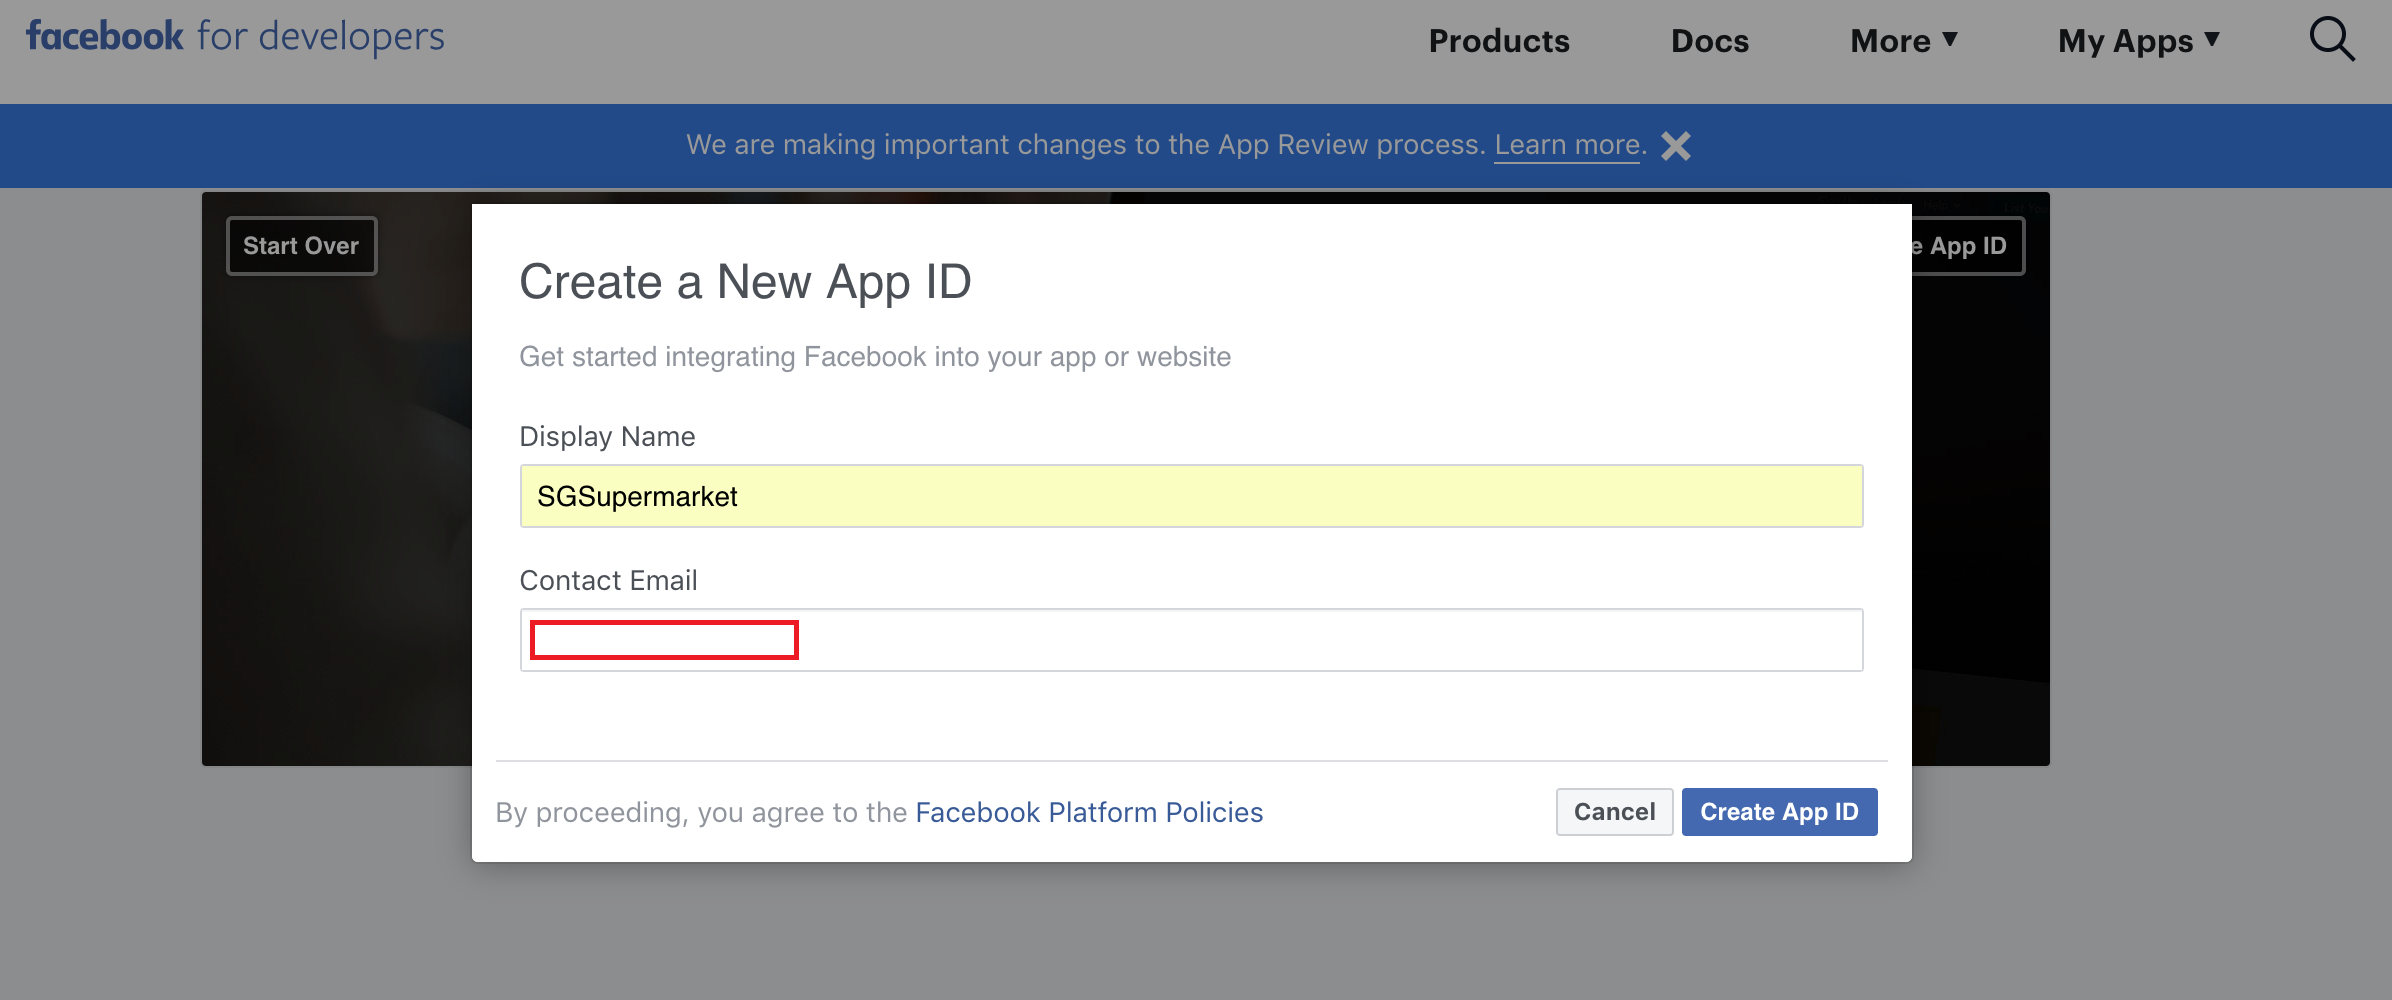 facebook for developers
Products Docs More ▼ My Apps ▼
We are making important changes to the App Review process. Learn more.
Start Over
e App ID
Create a New App ID
Get started integrating Facebook into your app or website
Display Name
SGSupermarket
Contact Email
By proceeding, you agree to the Facebook Platform Policies
Cancel
Create App ID